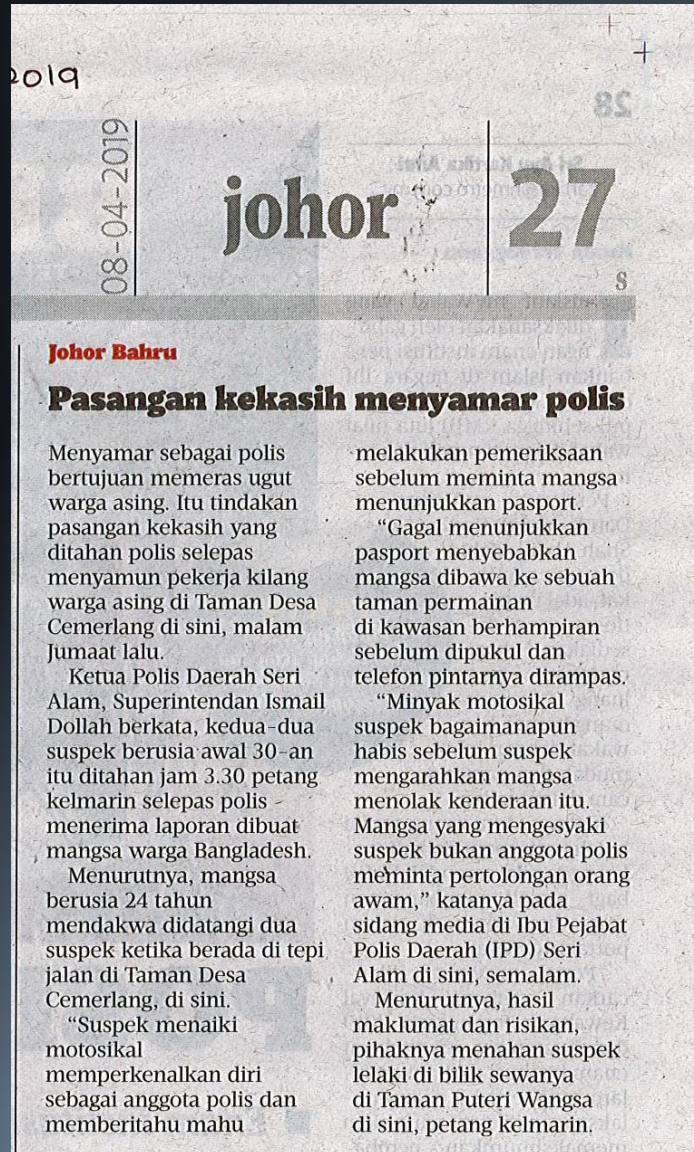 2019
08-04-2019
johor
27
s
28
Johor Bahru
Pasangan kekasih menyamar polis
Menyamar sebagai polis
bertujuan memeras ugut
warga asing. Itu tindakan
pasangan kekasih yang
ditahan polis selepas
menyamun pekerja kilang
warga asing di Taman Desa
Cemerlang di sini, malam
Jumaat lalu.
Ketua Polis Daerah Seri
Alam, Superintendan Ismail
Dollah berkata, kedua-dua
suspek berusia awal 30-an
itu ditahan jam 3.30 petang
kelmarin selepas polis
menerima laporan dibuat
mangsa warga Bangladesh.
Menurutnya, mangsa
berusia 24 tahun
mendakwa didatangi dua
suspek ketika berada di tepi
jalan di Taman Desa
Cemerlang, di sini.
“Suspek menaiki
motosikal
memperkenalkan diri
sebagai anggota polis dan
memberitahu mahu
melakukan pemeriksaan
sebelum meminta mangsa
menunjukkan pasport.
“Gagal menunjukkan
pasport menyebabkan
mangsa dibawa ke sebuah
taman permainan
di kawasan berhampiran
sebelum dipukul dan
telefon pintarnya dirampas.
“Minyak motosikal
suspek bagaimanapun
habis sebelum suspek
mengarahkan mangsa
menolak kenderaan itu.
Mangsa yang mengesyaki
suspek bukan anggota polis
meminta pertolongan orang
awam,” katanya pada
sidang media di Ibu Pejabat
Polis Daerah (IPD) Seri
Alam di sini, semalam.
Menurutnya, hasil
maklumat dan risikan,
pihaknya menahan suspek
lelaki di bilik sewanya
di Taman Puteri Wangsa
di sini, petang kelmarin.